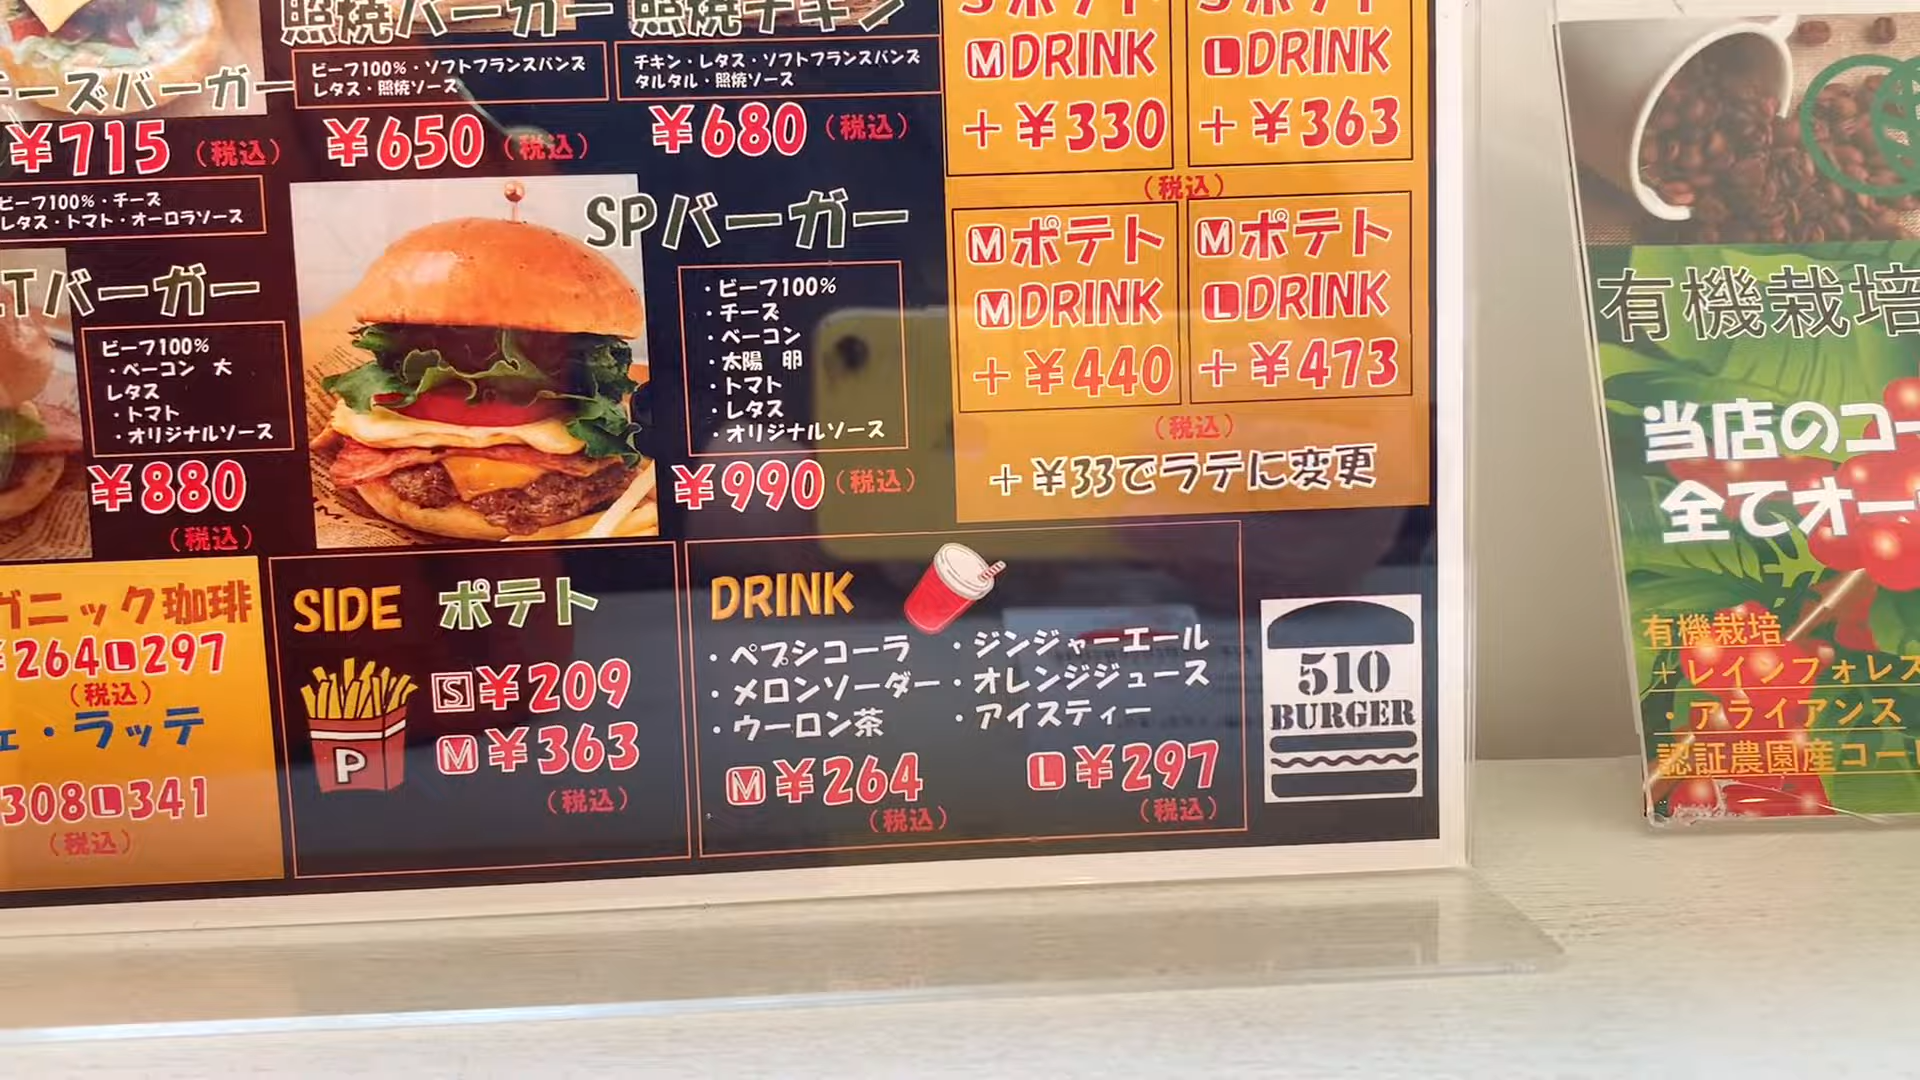 照焼バーガー
照焼チキン
チーズバーガー
ビーフ100%・ソフトフランスバンズ
レタス・照焼ソース
チキン・レタス・ソフトフランスバンズ
タルタル・照焼ソース
¥715(税込)
¥650(税込)
¥680(税込)
ビーフ100%・チーズ
レタス・トマト・オーロラソース
Sポテト
MDRINK
+¥330
Sポテト
LDRINK
+¥363
(税込)
Mポテト
MDRINK
+¥440
Mポテト
LDRINK
+¥473
(税込)
+¥33でラテに変更
Tバーガー
ビーフ100%
・ベーコン 大
レタス
・トマト
・オリジナルソース
¥880
(税込)
SPバーガー
・ビーフ100%
・チーズ
・ベーコン
・太陽 卵
・トマト
・レタス
・オリジナルソース
¥990(税込)
ガニック珈琲
¥264L297
(税込)
ェ・ラッテ
308L341
(税込)
SIDE ポテト
S¥209
M¥363
(税込)
P
DRINK
・ペプシコーラ ・ジンジャーエール
・メロンソーダー・オレンジジュース
・ウーロン茶 ・アイスティー
M¥264 L¥297
(税込) (税込)
510
BURGER
有機栽培
当店のコー
全てオー
有機栽培
+レインフォレス
・アライアンス
認証農園産コー